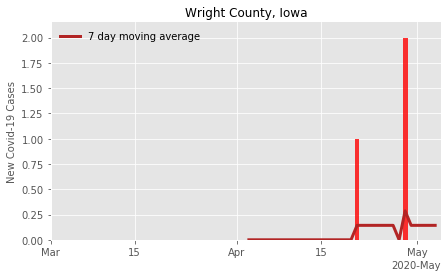 Wright County, Iowa
7 day moving average
New Covid-19 Cases
2.00
1.75
1.50
1.25
1.00
0.75
0.50
0.25
0.00
Mar
15
Apr
15
May
2020-May